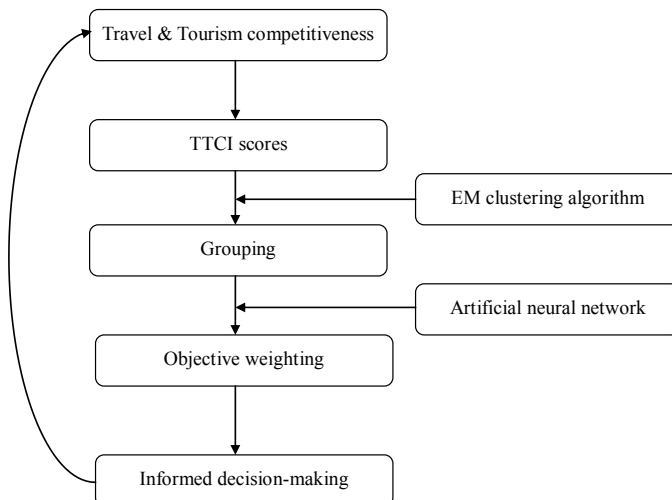 Travel & Tourism competitiveness
TTCI scores
EM clustering algorithm
Grouping
Artificial neural network
Objective weighting
Informed decision-making